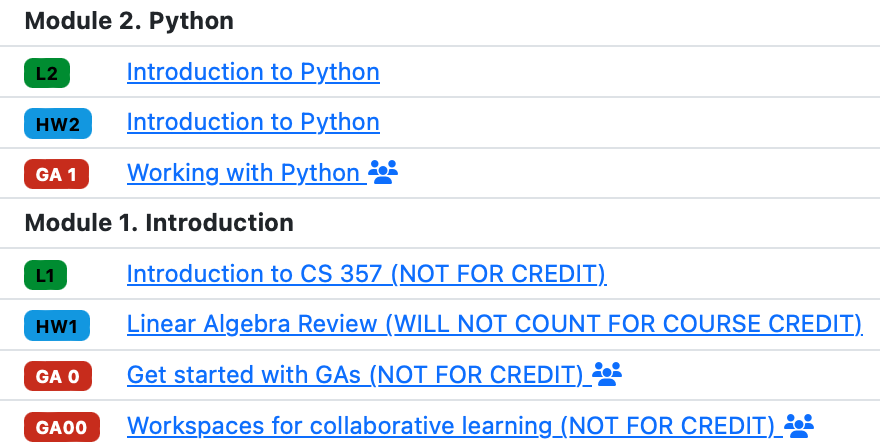 Module 2. Python
L2 Introduction to Python
HW2 Introduction to Python
GA 1 Working with Python
Module 1. Introduction
L1 Introduction to CS 357 (NOT FOR CREDIT)
HW1 Linear Algebra Review (WILL NOT COUNT FOR COURSE CREDIT)
GA 0 Get started with GAs (NOT FOR CREDIT)
GA00 Workspaces for collaborative learning (NOT FOR CREDIT)